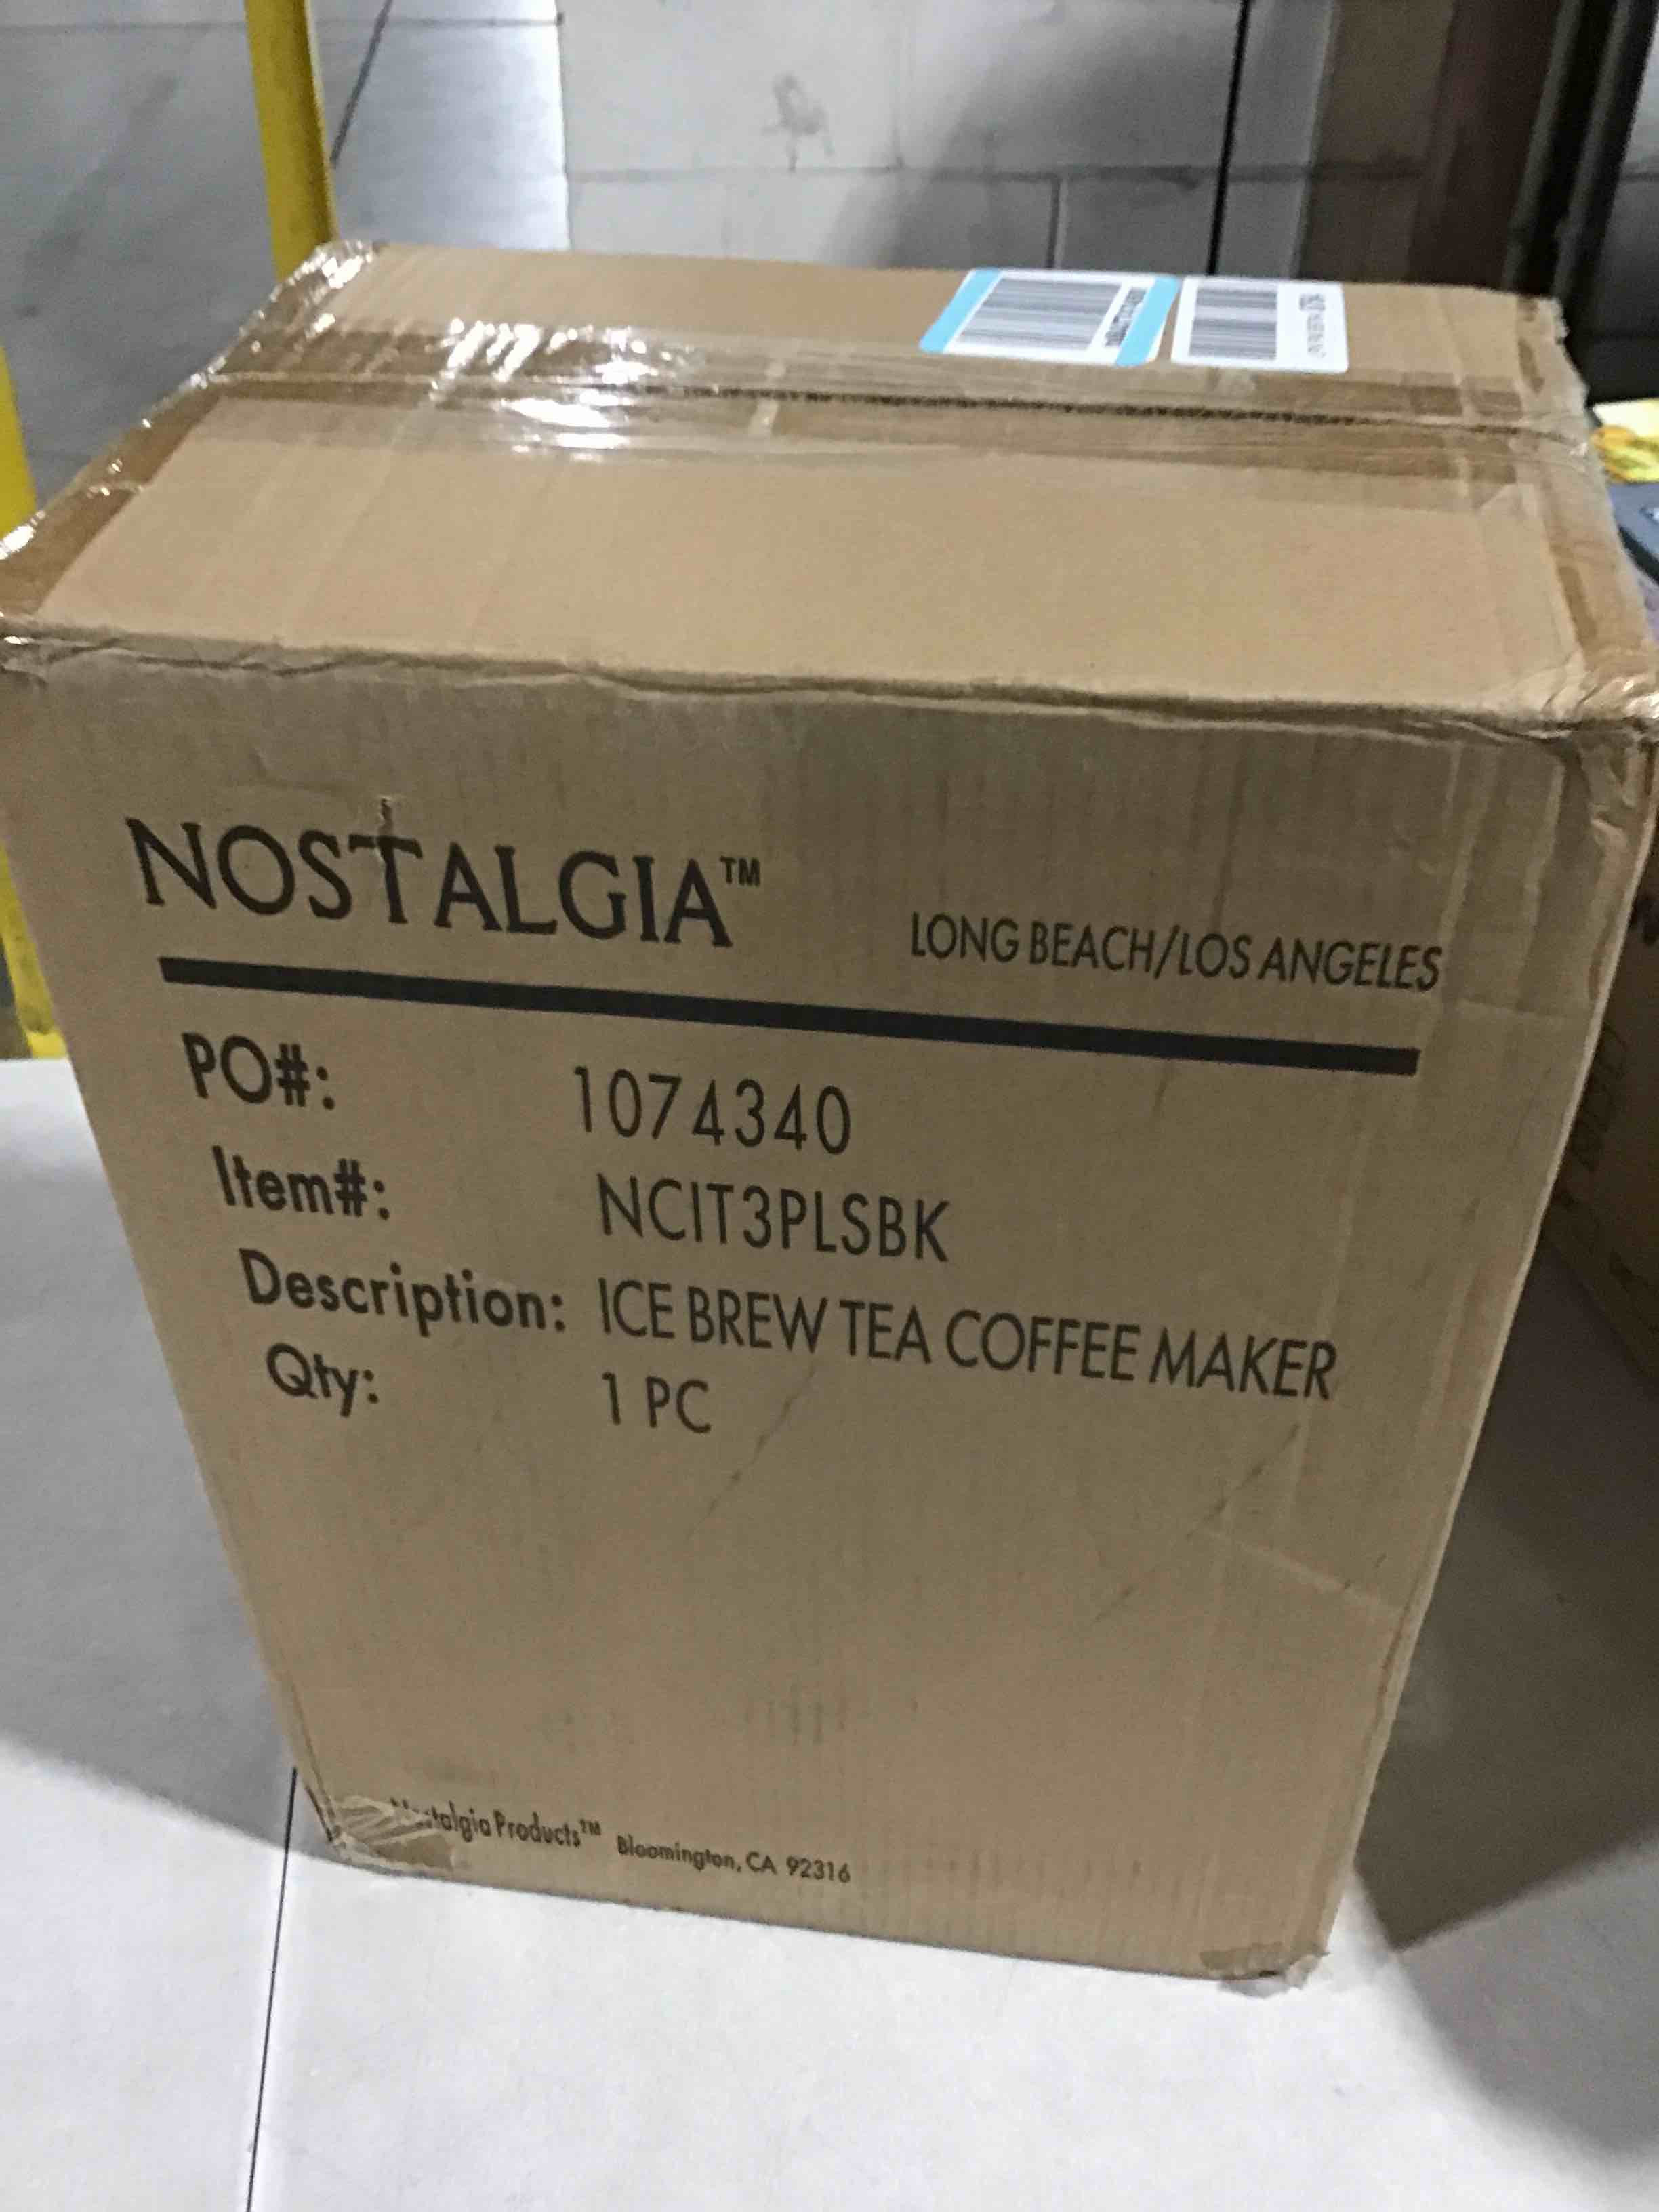 NOSTALGIA™
LONG BEACH/LOS ANGELES
PO#: 1074340
Item#: NCIT3PLSBK
Description: ICE BREW TEA COFFEE MAKER
Qty: 1 PC
Products™ Bloomington, CA 92316